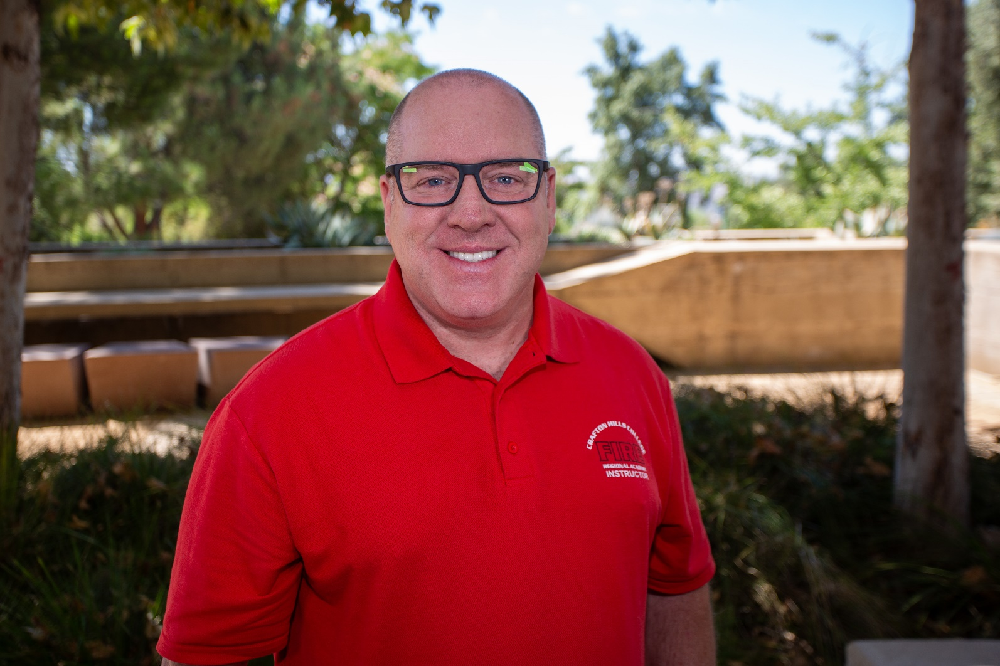 CRAFTON HILLS COLLEGE
FIRE
REGIONAL ACADEMY
INSTRUCTOR